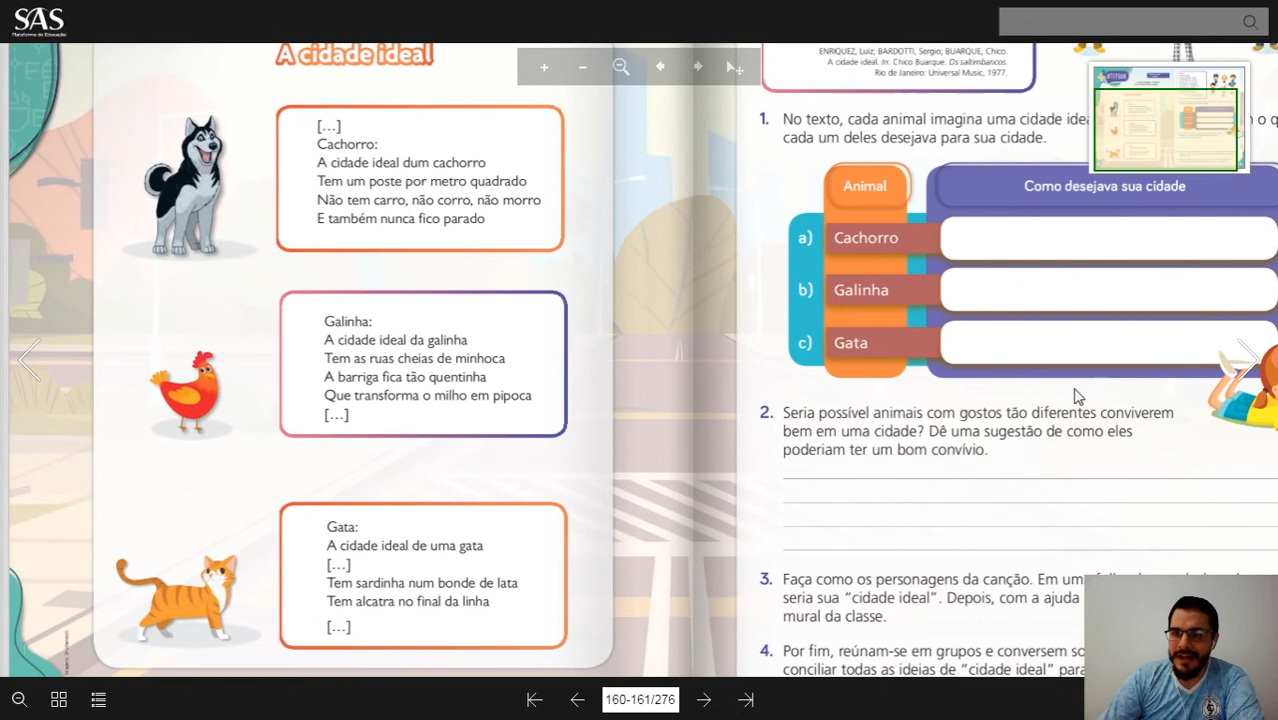 SAS
Plataforma de Educação
A cidade ideal
[...]
Cachorro:
A cidade ideal dum cachorro
Tem um poste por metro quadrado
Não tem carro, não corro, não morro
E também nunca fico parado
Galinha:
A cidade ideal da galinha
Tem as ruas cheias de minhoca
A barriga fica tão quentinha
Que transforma o milho em pipoca
[...]
Gata:
A cidade ideal de uma gata
[...]
Tem sardinha num bonde de lata
Tem alcatra no final da linha
[...]
ENRIQUEZ, Luiz; BARDOTTI, Sergio; BUARQUE, Chico.
A cidade ideal. In: Chico Buarque. Os saltimbancos.
Rio de Janeiro: Universal Music, 1977.
1. No texto, cada animal imagina uma cidade
cada um deles desejava para sua cidade.
Animal
Como desejava sua cidade
a) Cachorro
b) Galinha
c) Gata
2. Seria possível animais com gostos tão diferentes conviverem
bem em uma cidade? Dê uma sugestão de como eles
poderiam ter um bom convívio.
3. Faça como os personagens da canção. Em
seria sua “cidade ideal”. Depois, com a ajuda
mural da classe.
4. Por fim, reúnam-se em grupos e conversem
conciliar todas as ideias de “cidade ideal”
160-161/276